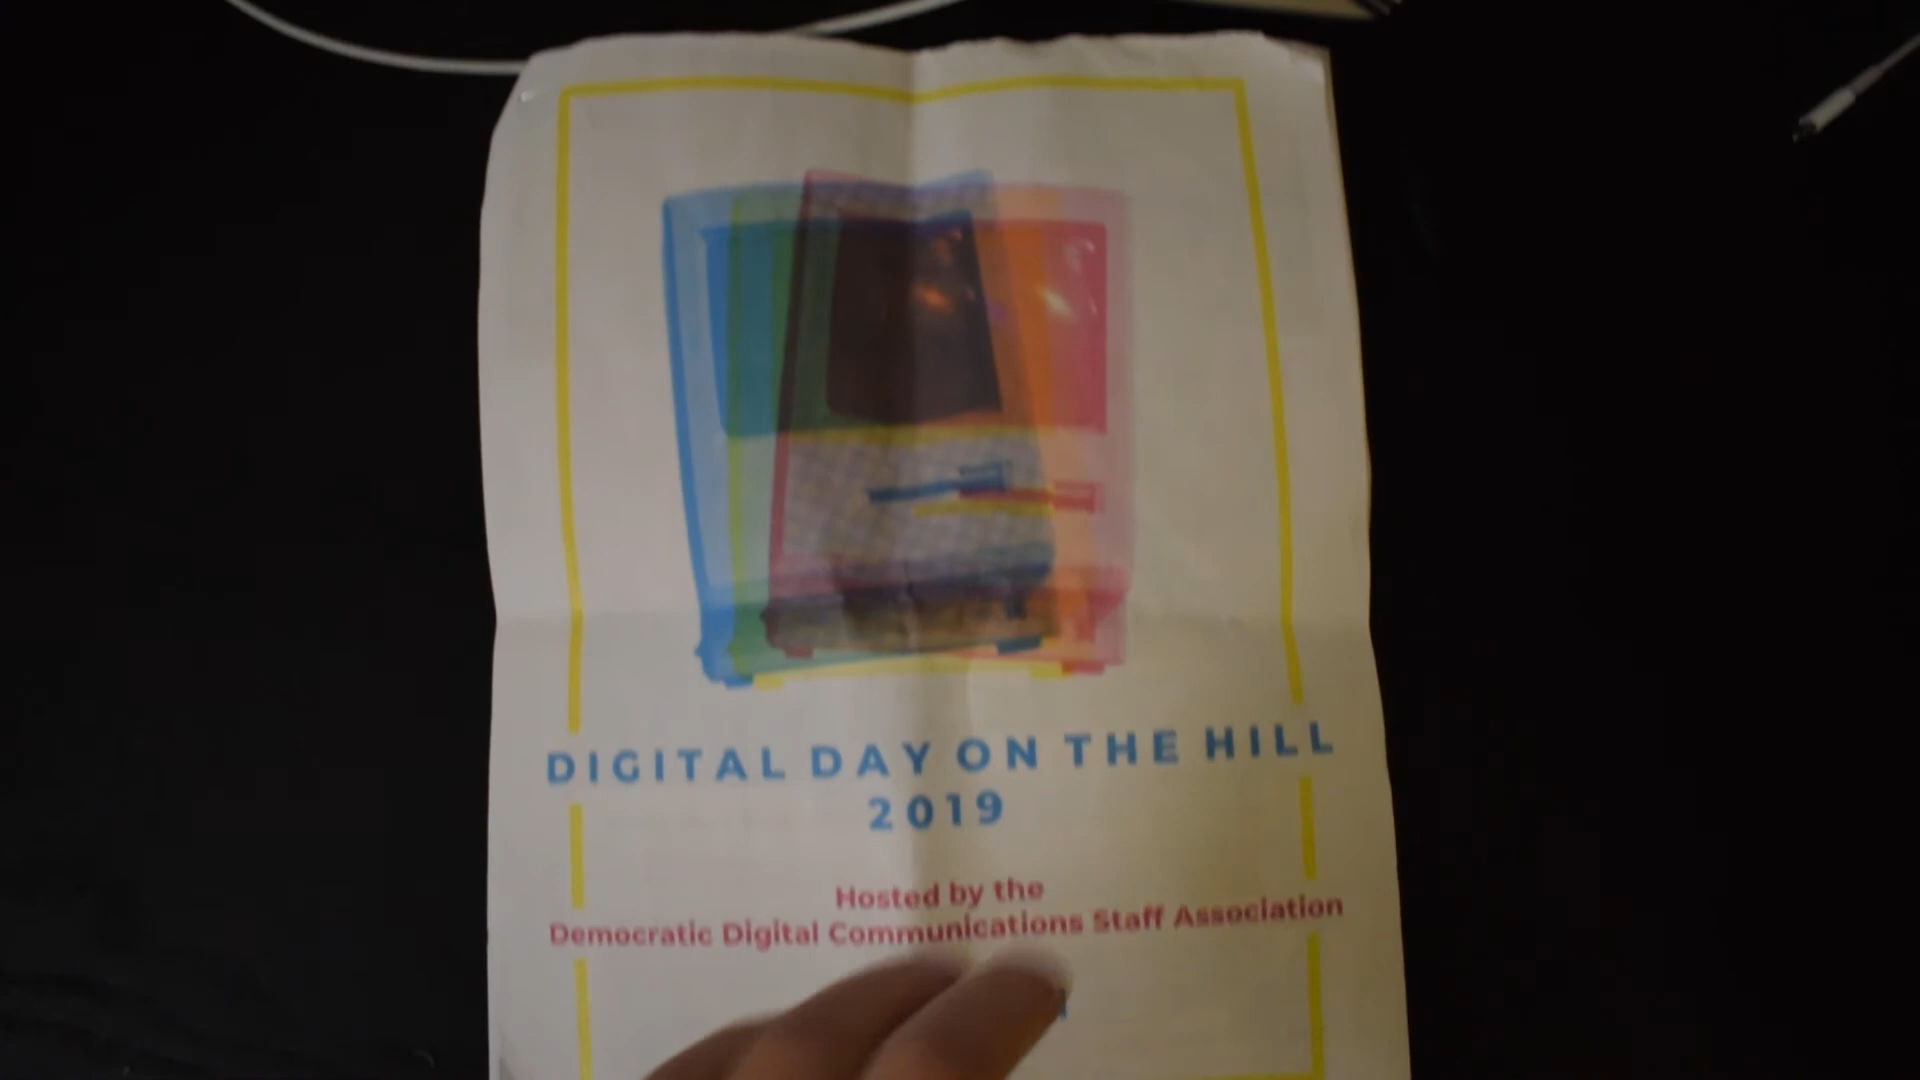 DIGITAL DAY ON THE HILL
2019
Hosted by the
Democratic Digital Communications Staff Association